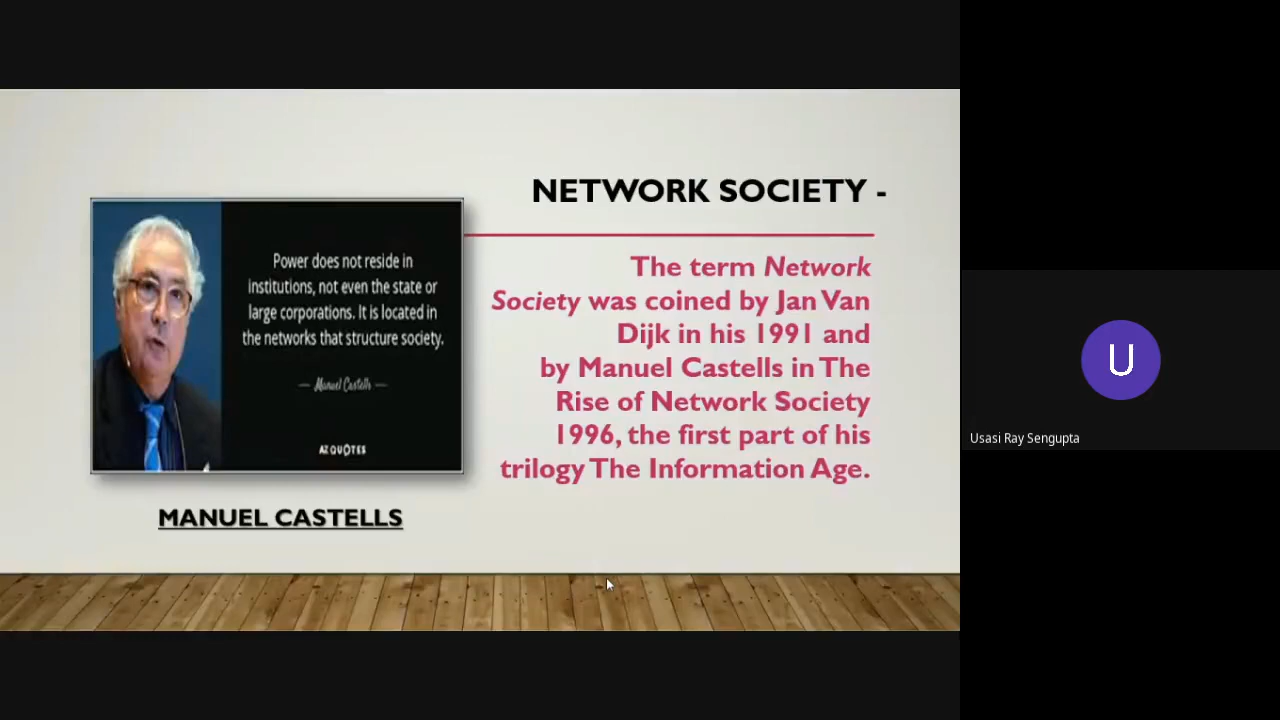 NETWORK SOCIETY -
Power does not reside in
institutions, not even the state or
large corporations. It is located in
the networks that structure society.
— Manuel Castells —
AZ QUOTES
MANUEL CASTELLS
The term Network
Society was coined by Jan Van
Dijk in his 1991 and
by Manuel Castells in The
Rise of Network Society
1996, the first part of his
trilogy The Information Age.
U
Usasi Ray Sengupta